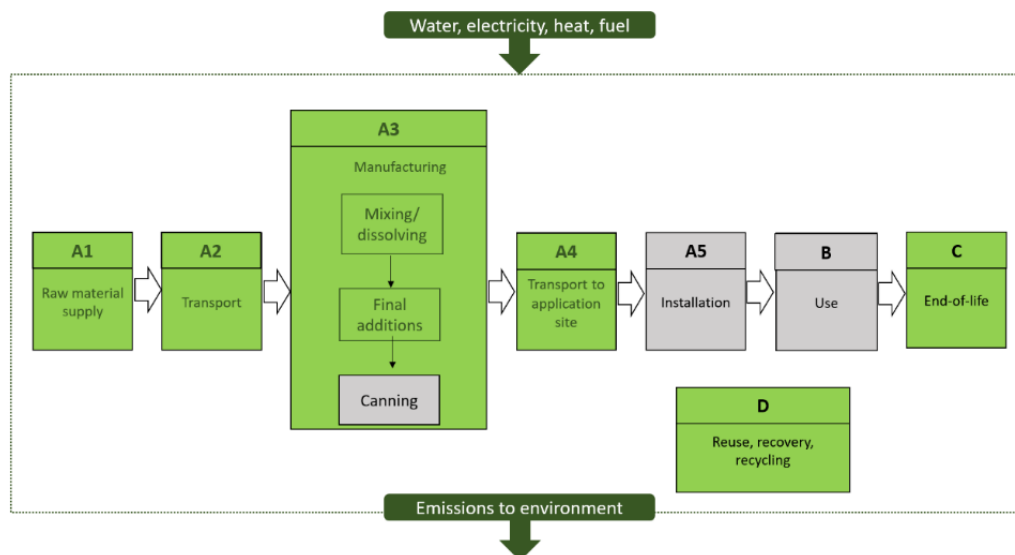 Water, electricity, heat, fuel
A1
Raw material
supply
A2
Transport
A3
Manufacturing
Mixing/
dissolving
Final
additions
Canning
A4
Transport to
application
site
A5
Installation
B
Use
C
End-of-life
D
Reuse, recovery,
recycling
Emissions to environment